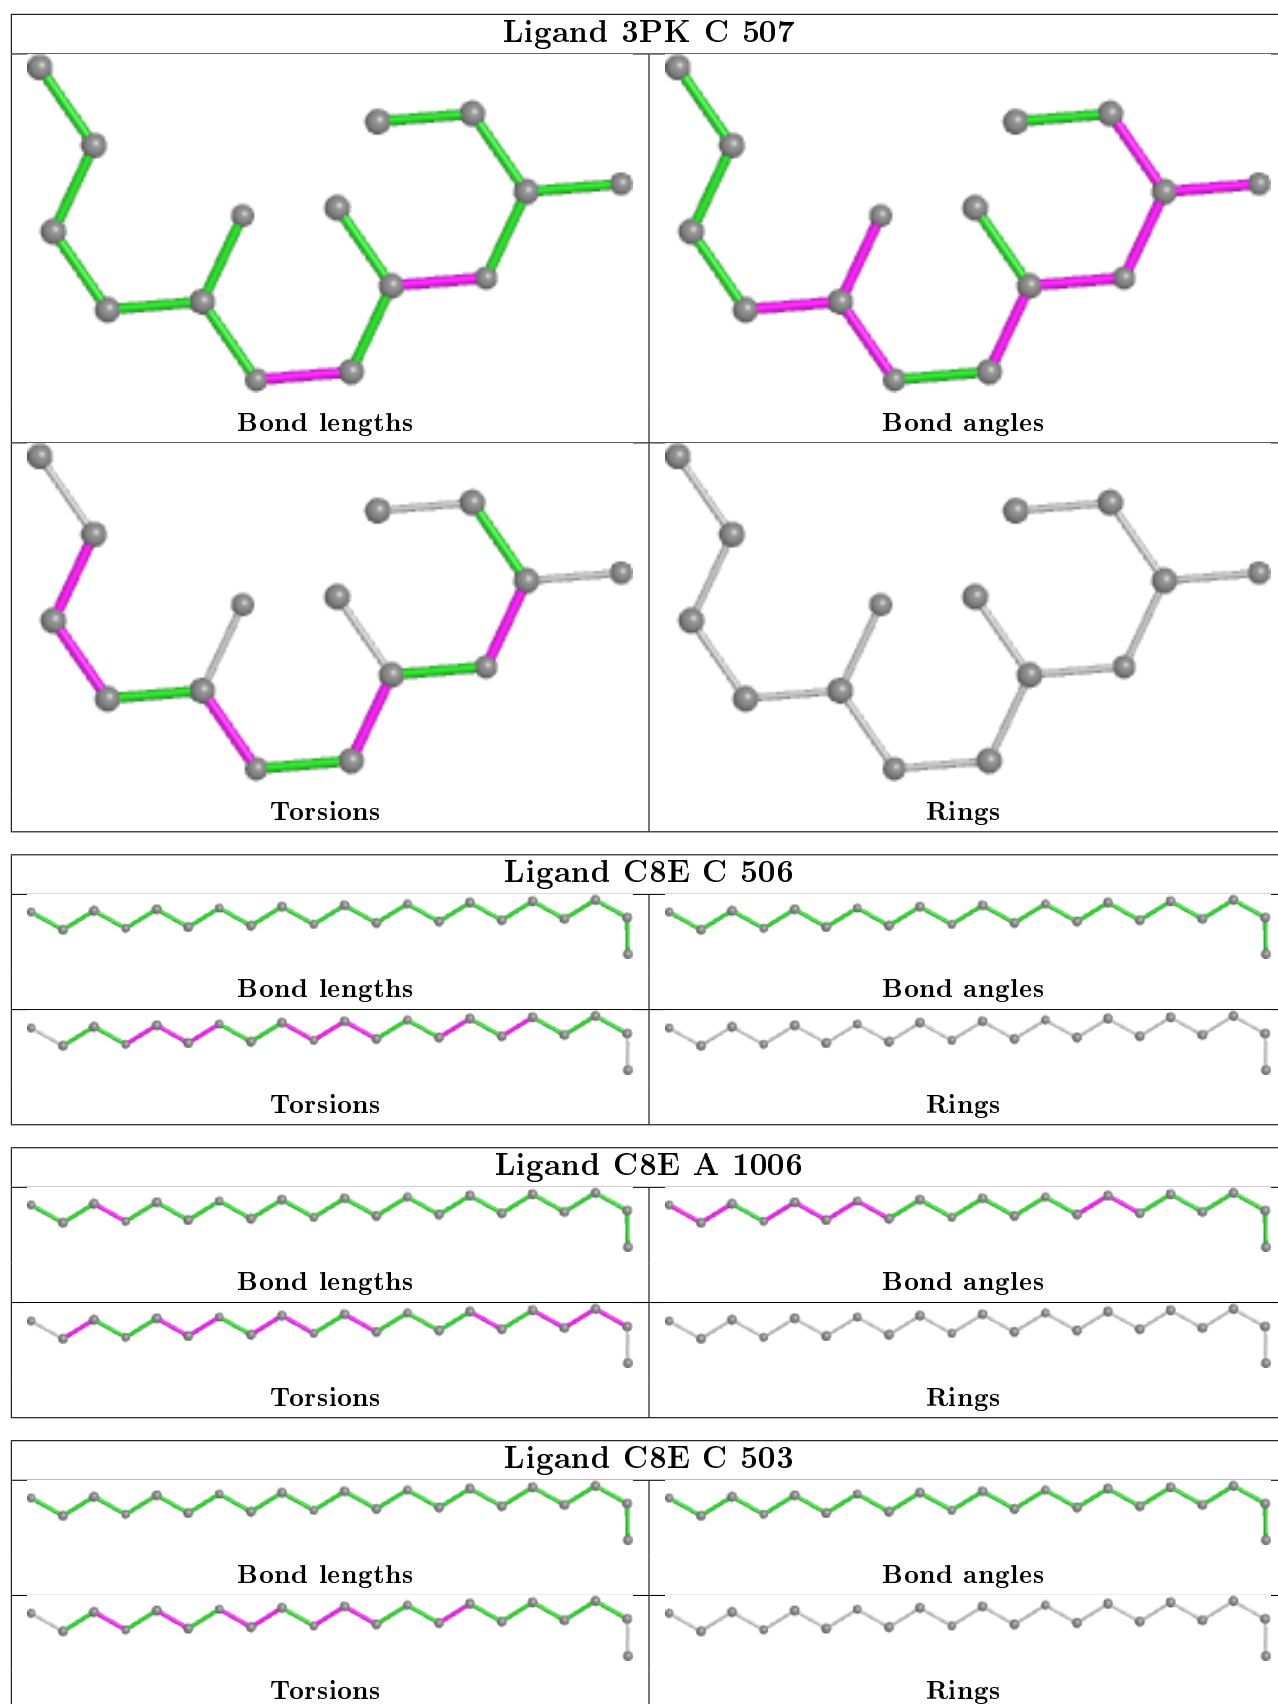 Ligand 3PK C 507
Bond lengths
Bond angles
Torsions
Rings
Ligand C8E C 506
Bond lengths
Bond angles
Torsions
Rings
Ligand C8E A 1006
Bond lengths
Bond angles
Torsions
Rings
Ligand C8E C 503
Bond lengths
Bond angles
Torsions
Rings